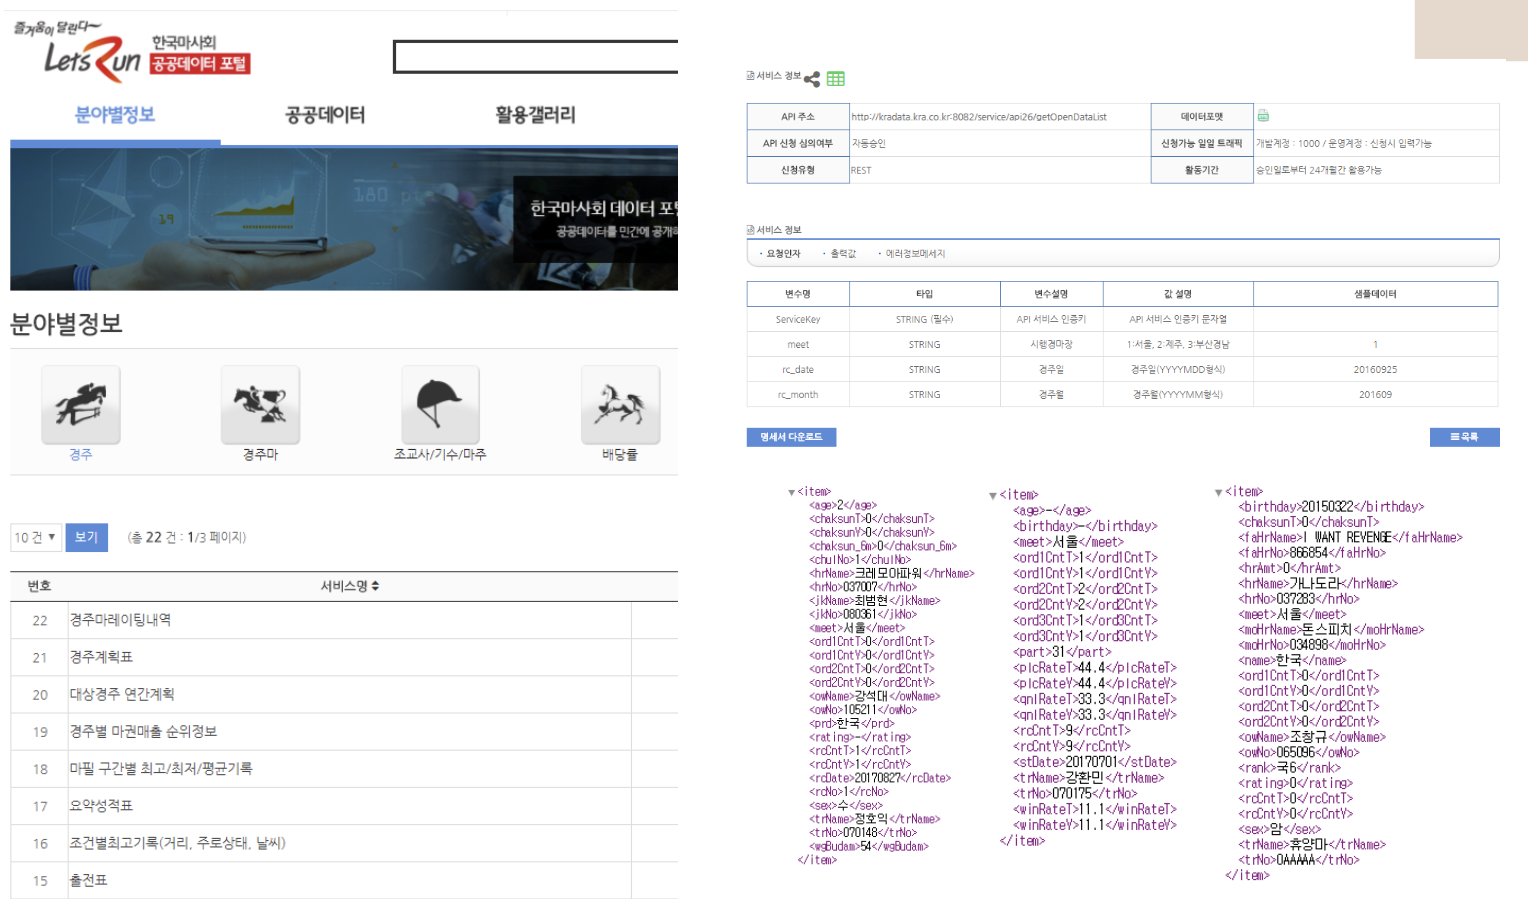 즐거움이 달린다~
Let's Run 한국마사회
공공데이터 포털
분야별정보 공공데이터 활용갤러리
180
19
한국마사회 데이터 포
공공데이터를 민간에 공개
분야별정보
경주 경주마 조교사/기수/마주 배당률
10 건 ▼ 보기 (총 22 건 : 1/3 페이지)
번호 서비스명
22 경주마레이팅내역
21 경주계획표
20 대상경주 연간계획
19 경주별 마권매출 순위정보
18 마필 구간별 최고/최저/평균기록
17 요약성적표
16 조건별최고기록(거리, 주로상태, 날씨)
15 출전표
서비스 정보
API 주소 http://kradata.kra.co.kr:8082/service/api26/getOpenDataList 데이터포맷
API 신청 심의여부 자동승인 신청가능 일일 트래픽 개발계정 : 1000 / 운영계정 : 신청시 입력가능
신청유형 REST 활동기간 승인일로부터 24개월간 활용가능
서비스 정보
· 요청인자 · 출력값 · 에러정보메세지
변수명 타입 변수설명 값 설명 샘플데이터
ServiceKey STRING (필수) API 서비스 인증키 API 서비스 인증키 문자열
meet STRING 시행경마장 1:서울, 2:제주, 3:부산경남 1
rc_date STRING 경주일 경주일(YYYYMDD형식) 20160925
rc_month STRING 경주월 경주월(YYYYMM형식) 201609
명세서 다운로드 목록
▼<item>
<age>2</age>
<chaksunT>0</chaksunT>
<chaksunY>0</chaksunY>
<chaksun_6m>0</chaksun_6m>
<chulNo>1</chulNo>
<hrName>크레모아파워</hrName>
<hrNo>037007</hrNo>
<jkName>최범현</jkName>
<jkNo>080361</jkNo>
<meet>서울</meet>
<ord1CntT>0</ord1CntT>
<ord1CntY>0</ord1CntY>
<ord2CntT>0</ord2CntT>
<ord2CntY>0</ord2CntY>
<owName>강석대</owName>
<owNo>105211</owNo>
<prd>한국</prd>
<rating>-</rating>
<rcCntT>1</rcCntT>
<rcCntY>1</rcCntY>
<rcDate>20170827</rcDate>
<rcNo>1</rcNo>
<sex>수</sex>
<trName>정호익</trName>
<trNo>070148</trNo>
<wgBudam>54</wgBudam>
</item>
▼<item>
<age>-</age>
<birthday>-</birthday>
<meet>서울</meet>
<ord1CntT>1</ord1CntT>
<ord1CntY>1</ord1CntY>
<ord2CntT>2</ord2CntT>
<ord2CntY>2</ord2CntY>
<ord3CntT>1</ord3CntT>
<ord3CntY>1</ord3CntY>
<part>31</part>
<plcRateT>44.4</plcRateT>
<plcRateY>44.4</plcRateY>
<qnlRateT>33.3</qnlRateT>
<qnlRateY>33.3</qnlRateY>
<rcCntT>9</rcCntT>
<rcCntY>9</rcCntY>
<stDate>20170701</stDate>
<trName>강환민</trName>
<trNo>070175</trNo>
<winRateT>11.1</winRateT>
<winRateY>11.1</winRateY>
</item>
▼<item>
<birthday>20150322</birthday>
<chaksunT>0</chaksunT>
<faHrName>I WANT REVENGE</faHrName>
<faHrNo>866854</faHrNo>
<hrAmt>0</hrAmt>
<hrName>가나도라</hrName>
<hrNo>037283</hrNo>
<meet>서울</meet>
<moHrName>돈스피치</moHrName>
<moHrNo>034898</moHrNo>
<name>한국</name>
<ord1CntT>0</ord1CntT>
<ord1CntY>0</ord1CntY>
<ord2CntT>0</ord2CntT>
<ord2CntY>0</ord2CntY>
<owName>조창규</owName>
<owNo>065096</owNo>
<rank>국6</rank>
<rating>0</rating>
<rcCntT>0</rcCntT>
<rcCntY>0</rcCntY>
<sex>암</sex>
<trName>휴양마</trName>
<trNo>0AAAAA</trNo>
</item>